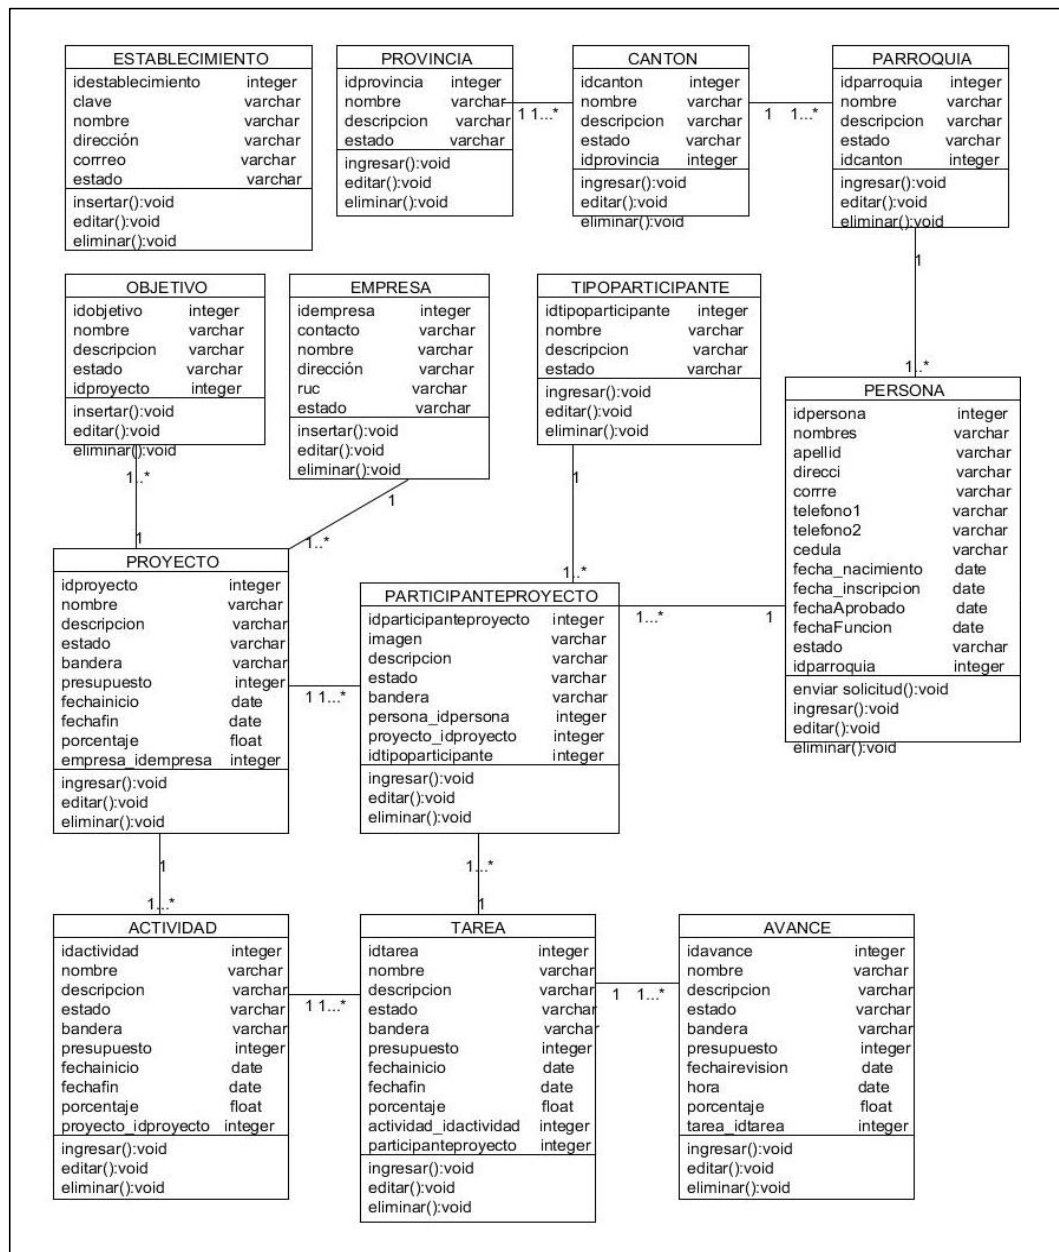 ESTABLECIMIENTO
idestablecimiento integer
clave varchar
nombre varchar
dirección varchar
corrreo varchar
estado varchar
insertar():void
editar():void
eliminar():void
PROVINCIA
idprovincia integer
nombre varchar
descripcion varchar
estado varchar
ingresar():void
editar():void
eliminar():void
1 1...*
CANTON
idcanton integer
nombre varchar
descripcion varchar
estado varchar
idprovincia integer
ingresar():void
editar():void
eliminar():void
1 1...*
PARROQUIA
idparroquia integer
nombre varchar
descripcion varchar
estado varchar
idcanton integer
ingresar():void
editar():void
eliminar():void
1
1..*
OBJETIVO
idobjetivo integer
nombre varchar
descripcion varchar
estado varchar
idproyecto integer
insertar():void
editar():void
eliminar():void
1..*
1
EMPRESA
idempresa integer
contacto varchar
nombre varchar
dirección varchar
ruc varchar
estado varchar
insertar():void
editar():void
eliminar():void
1
1..*
TIPOPARTICIPANTE
idtipoparticipante integer
nombre varchar
descripcion varchar
estado varchar
ingresar():void
editar():void
eliminar():void
1
1..*
PERSONA
idpersona integer
nombres varchar
apellid varchar
direcci varchar
corrre varchar
telefono1 varchar
telefono2 varchar
cedula varchar
fecha_nacimiento date
fecha_inscripcion date
fechaAprobado date
fechaFuncion date
estado varchar
idparroquia integer
enviar solicitud():void
ingresar():void
editar():void
eliminar():void
PROYECTO
idproyecto integer
nombre varchar
descripcion varchar
estado varchar
bandera varchar
presupuesto integer
fechainicio date
fechafin date
porcentaje float
empresa_idempresa integer
ingresar():void
editar():void
eliminar():void
1 1...*
PARTICIPANTEPROYECTO
idparticipanteproyecto integer
imagen varchar
descripcion varchar
estado varchar
bandera varchar
persona_idpersona integer
proyecto_idproyecto integer
idtipoparticipante integer
ingresar():void
editar():void
eliminar():void
1...* 1
1
1...*
1...*
1
ACTIVIDAD
idactividad integer
nombre varchar
descripcion varchar
estado varchar
bandera varchar
presupuesto integer
fechainicio date
fechafin date
porcentaje float
proyecto_idproyecto integer
ingresar():void
editar():void
eliminar():void
1 1...*
TAREA
idtarea integer
nombre varchar
descripcion varchar
estado varchar
bandera varchar
presupuesto integer
fechainicio date
fechafin date
porcentaje float
actividad_idactividad integer
participanteproyecto integer
ingresar():void
editar():void
eliminar():void
1 1...*
AVANCE
idavance integer
nombre varchar
descripcion varchar
estado varchar
bandera varchar
presupuesto integer
fechairevision date
hora date
porcentaje float
tarea_idtarea integer
ingresar():void
editar():void
eliminar():void